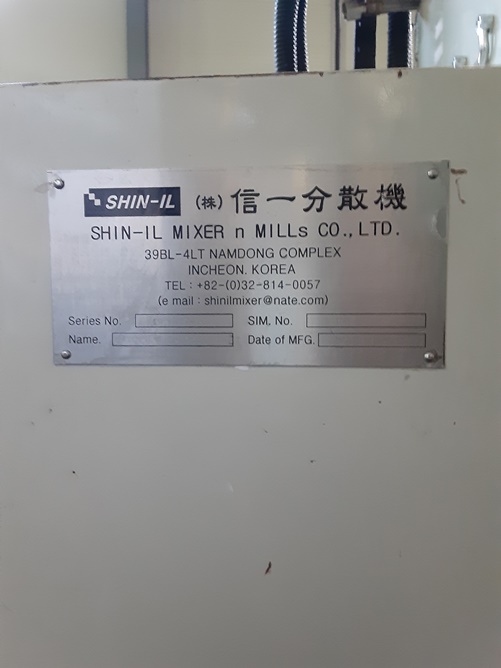 SHIN-IL (株) 信一分散機
SHIN-IL MIXER n MILLs CO.,LTD.
39BL-4LT NAMDONG COMPLEX
INCHEON. KOREA
TEL : +82-(0)32-814-0057
(e mail : shinilmixer@nate.com)
Series No. SIM, No.
Name. Date of MFG.